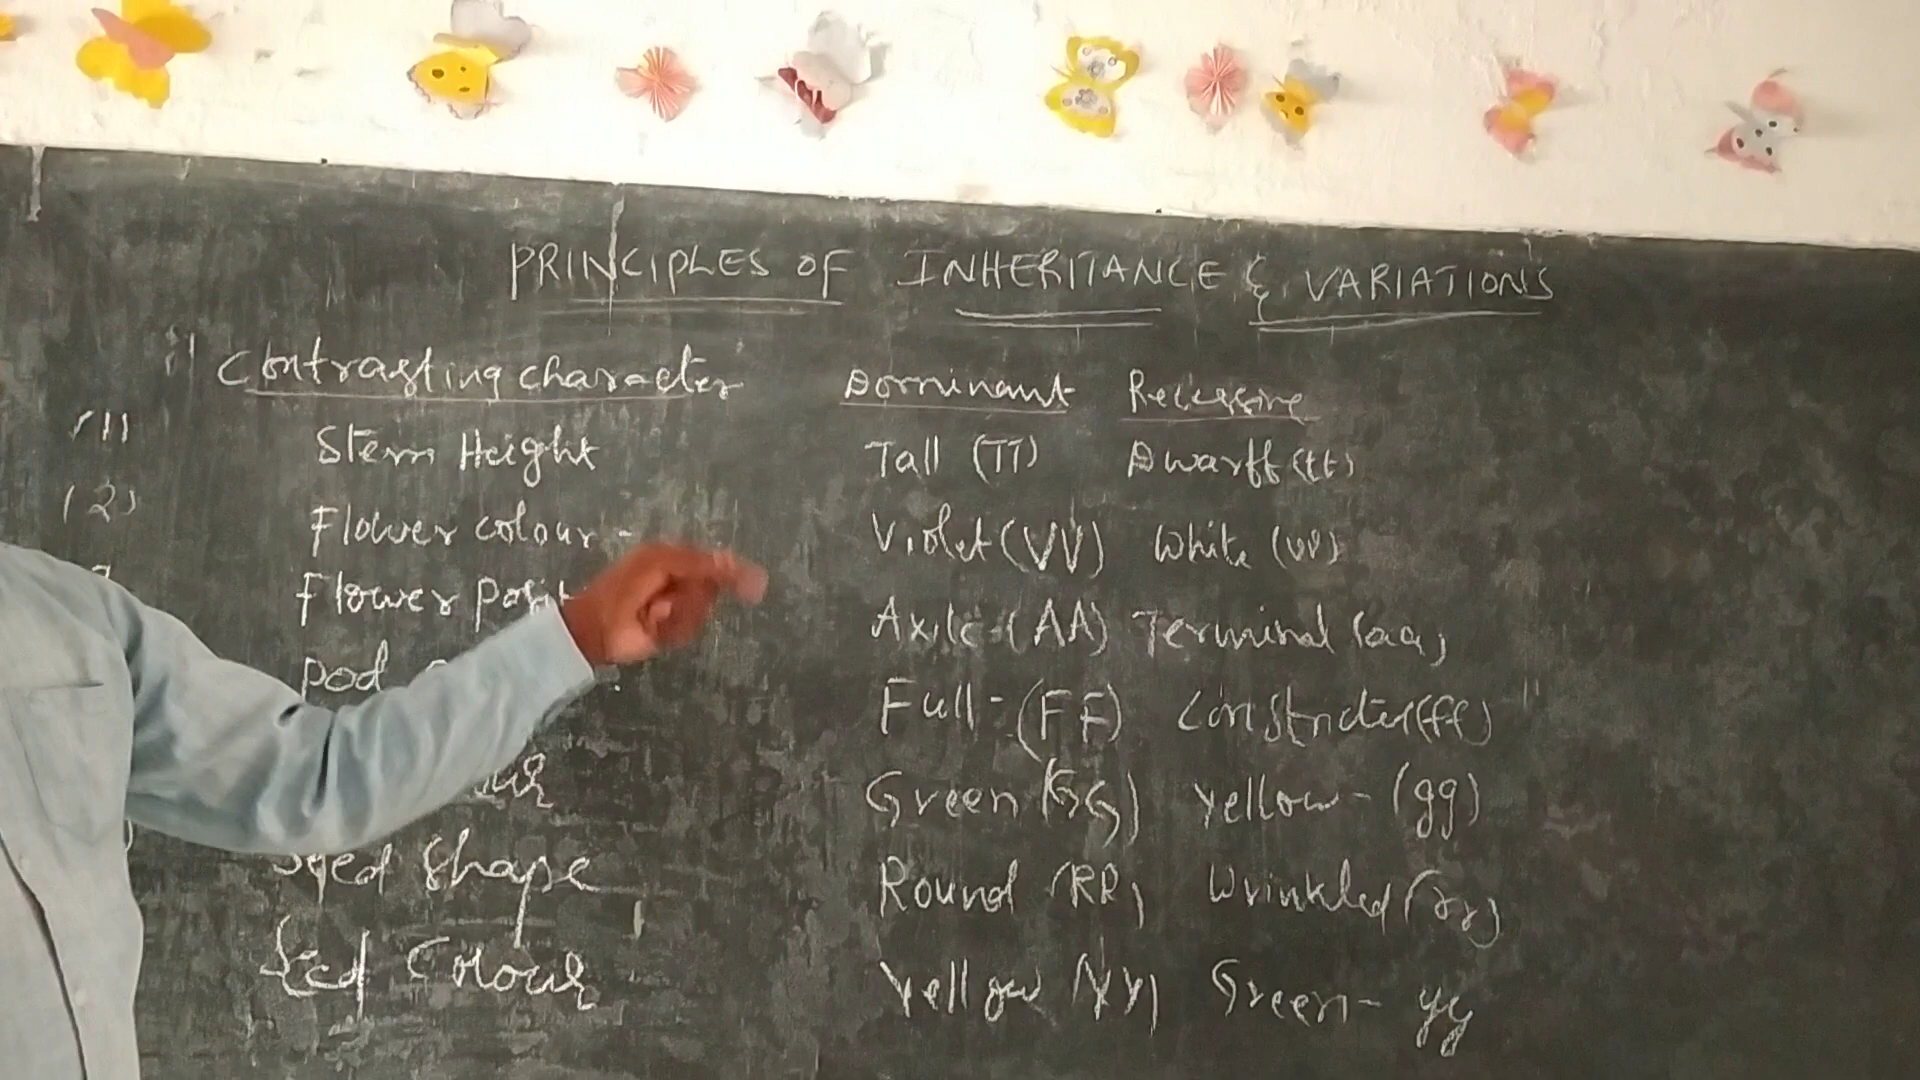 PRINCIPLES OF INHERITANCE & VARIATIONS
Contrasting character Dominant Recessive
(1) Stem Height Tall (TT) Dwarff (tt)
(2) Flower colour - Violet (VV) White (vv)
Flower posit Axile - (AA) Terminal (aa)
pod Full - (FF) Constricted (ff)
Green (GG) yellow - (gg)
Seed Shape Round (RR) Wrinkled (rr)
Seed Colour Yellow (YY) Green - yy